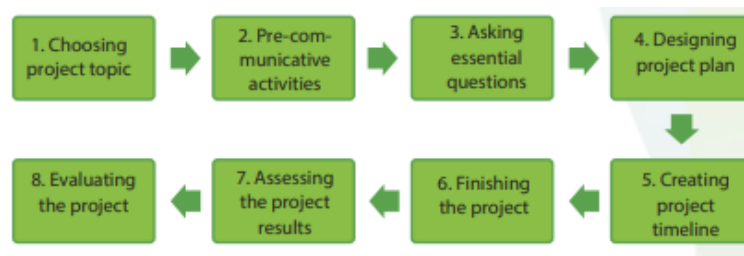 1. Choosing
project topic
2. Pre-com-
municative
activities
3. Asking
essential
questions
4. Designing
project plan
5. Creating
project
timeline
6. Finishing
the project
7. Assessing
the project
results
8. Evaluating
the project